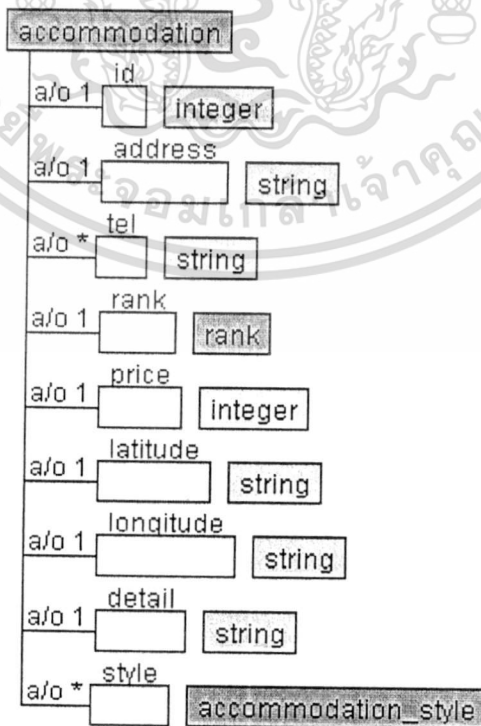 accommodation
id
a/o 1 integer
address
a/o 1 string
tel
a/o * string
rank
a/o 1 rank
price
a/o 1 integer
latitude
a/o 1 string
longitude
a/o 1 string
detail
a/o 1 string
style
a/o * accommodation_style